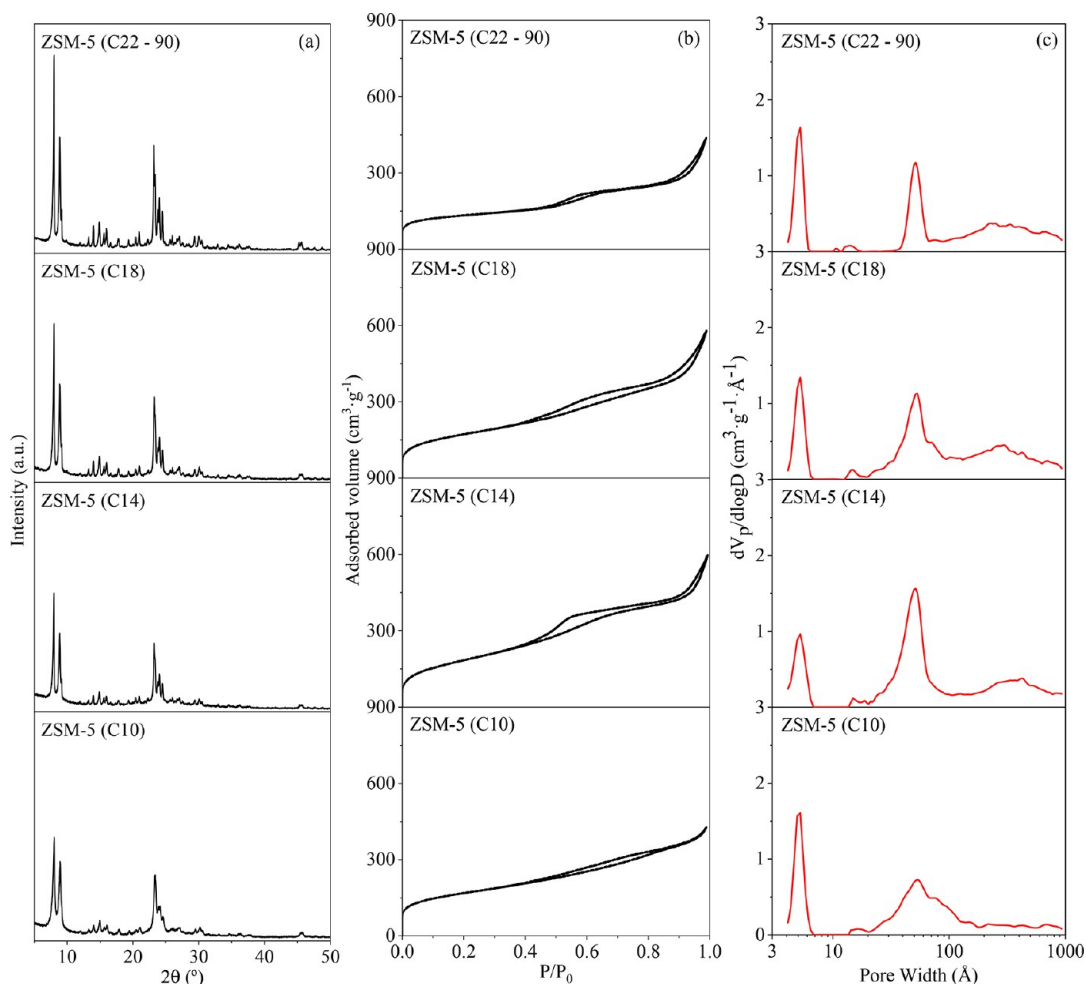 ZSM-5 (C22 - 90)
(a)
ZSM-5 (C18)
ZSM-5 (C14)
ZSM-5 (C10)
Intensity (a.u.)
10
20
30
40
50
2θ (°)
900
ZSM-5 (C22 - 90)
(b)
600
300
900
ZSM-5 (C18)
600
300
900
ZSM-5 (C14)
600
300
900
ZSM-5 (C10)
600
300
0
Adsorbed volume (cm³·g⁻¹)
0.0
0.2
0.4
0.6
0.8
1.0
P/P₀
3
ZSM-5 (C22 - 90)
(c)
2
1
3
ZSM-5 (C18)
2
1
3
ZSM-5 (C14)
2
1
3
ZSM-5 (C10)
2
1
0
dVp/dlogD (cm³·g⁻¹·Å⁻¹)
3
10
100
1000
Pore Width (Å)